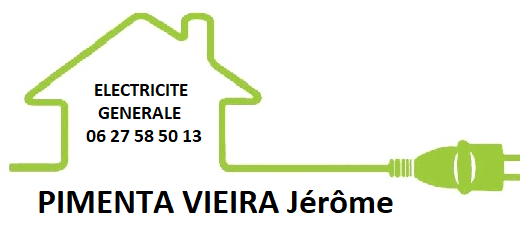 ELECTRICITE
GENERALE
06 27 58 50 13
PIMENTA VIEIRA Jérôme